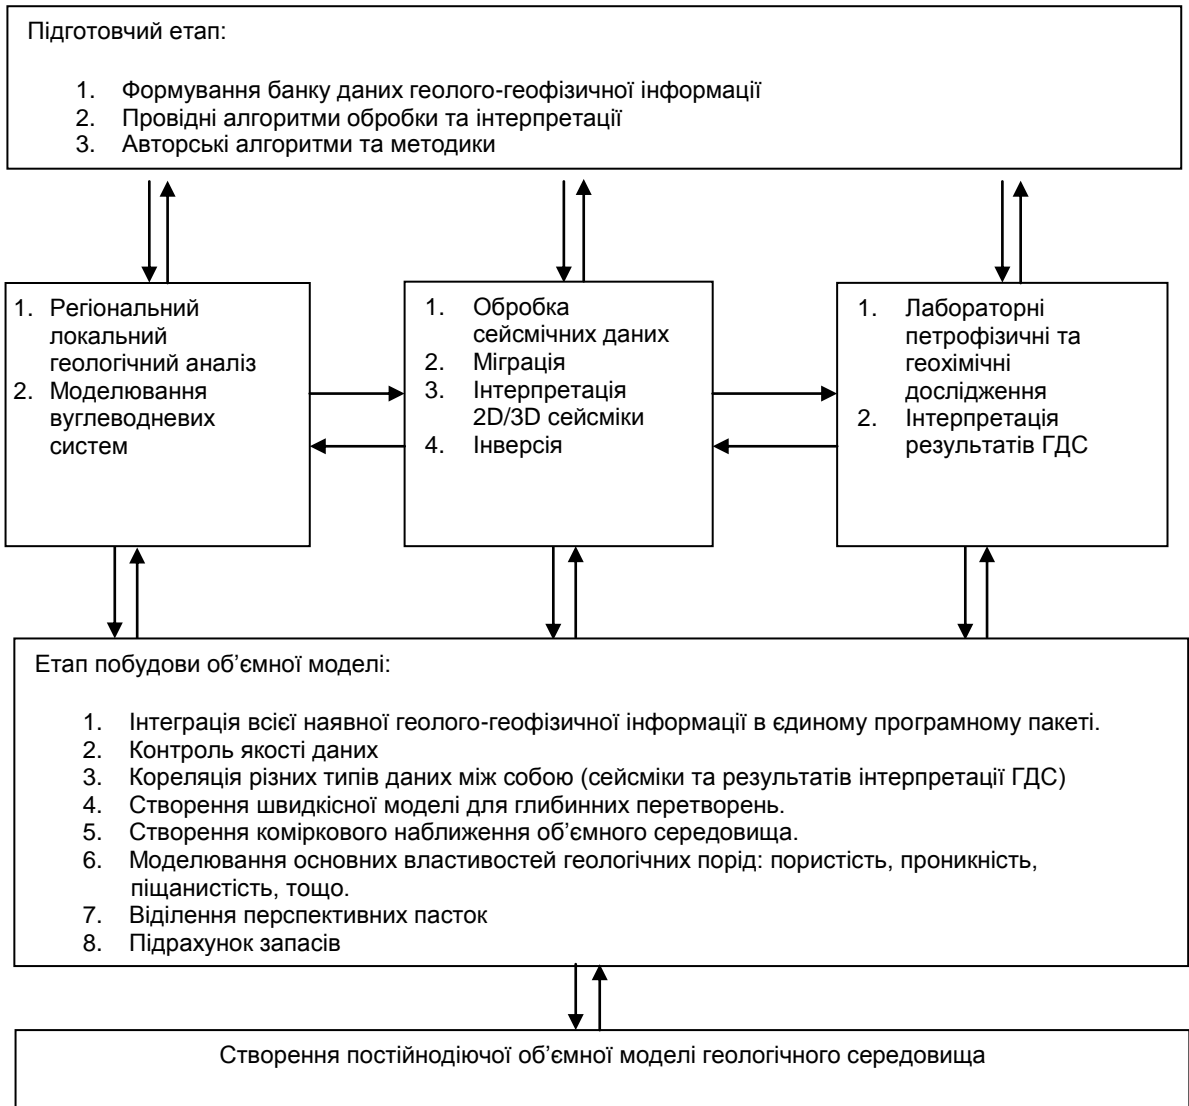 Підготовчий етап:
1. Формування банку даних геолого-геофізичної інформації
2. Провідні алгоритми обробки та інтерпретації
3. Авторські алгоритми та методики
1. Регіональний
локальний
геологічний аналіз
2. Моделювання
вуглеводневих
систем
1. Обробка
сейсмічних даних
2. Міграція
3. Інтерпретація
2D/3D сейсміки
4. Інверсія
1. Лабораторні
петрофізичні та
геохімічні
дослідження
2. Інтерпретація
результатів ГДС
Етап побудови об’ємної моделі:
1. Інтеграція всієї наявної геолого-геофізичної інформації в єдиному програмному пакеті.
2. Контроль якості даних
3. Кореляція різних типів даних між собою (сейсміки та результатів інтерпретації ГДС)
4. Створення швидкісної моделі для глибинних перетворень.
5. Створення коміркового наближення об’ємного середовища.
6. Моделювання основних властивостей геологічних порід: пористість, проникність,
піщанистість, тощо.
7. Віділення перспективних пасток
8. Підрахунок запасів
Створення постійнодіючої об’ємної моделі геологічного середовища